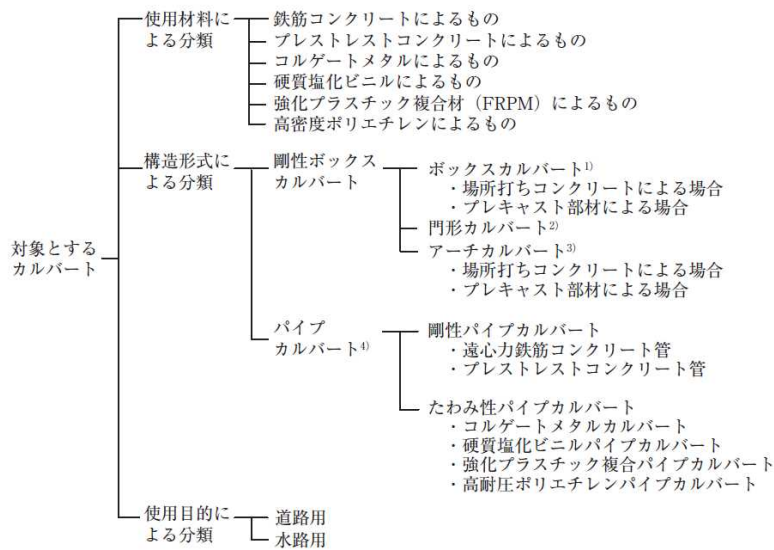 対象とする
カルバート
使用材料に
よる分類
鉄筋コンクリートによるもの
プレストレストコンクリートによるもの
コルゲートメタルによるもの
硬質塩化ビニルによるもの
強化プラスチック複合材（FRPM）によるもの
高密度ポリエチレンによるもの
構造形式に
よる分類
剛性ボックス
カルバート
ボックスカルバート1)
・場所打ちコンクリートによる場合
・プレキャスト部材による場合
門形カルバート2)
アーチカルバート3)
・場所打ちコンクリートによる場合
・プレキャスト部材による場合
パイプ
カルバート4)
剛性パイプカルバート
・遠心力鉄筋コンクリート管
・プレストレストコンクリート管
たわみ性パイプカルバート
・コルゲートメタルカルバート
・硬質塩化ビニルパイプカルバート
・強化プラスチック複合パイプカルバート
・高耐圧ポリエチレンパイプカルバート
使用目的に
よる分類
道路用
水路用